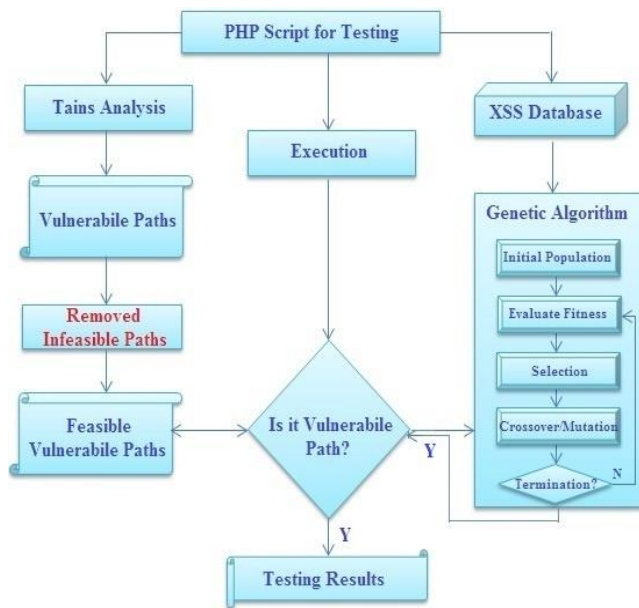 PHP Script for Testing
Tains Analysis
XSS Database
Execution
Vulnerabile Paths
Genetic Algorithm
Initial Population
Removed
Infeasible Paths
Evaluate Fitness
Selection
Feasible
Vulnerabile Paths
Is it Vulnerabile
Path?
Crossover/Mutation
Y
Termination?
N
Y
Testing Results